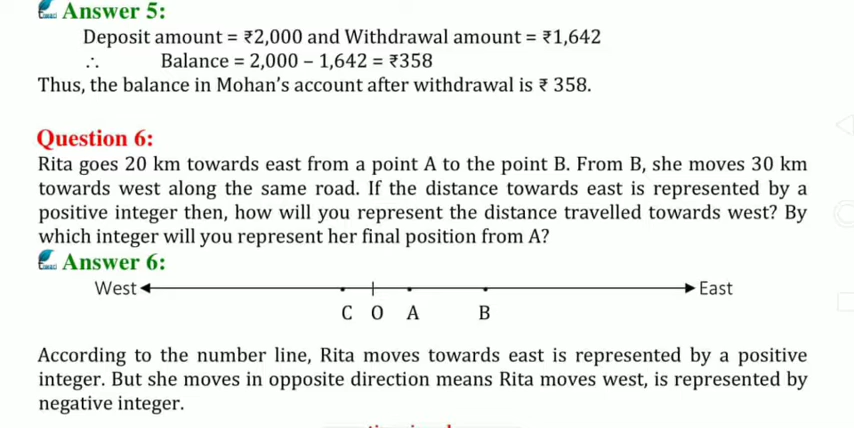 Answer 5:
Deposit amount = ₹2,000 and Withdrawal amount = ₹1,642
∴ Balance = 2,000 – 1,642 = ₹358
Thus, the balance in Mohan's account after withdrawal is ₹ 358.
Question 6:
Rita goes 20 km towards east from a point A to the point B. From B, she moves 30 km
towards west along the same road. If the distance towards east is represented by a
positive integer then, how will you represent the distance travelled towards west? By
which integer will you represent her final position from A?
Answer 6:
West East
C O A B
According to the number line, Rita moves towards east is represented by a positive
integer. But she moves in opposite direction means Rita moves west, is represented by
negative integer.